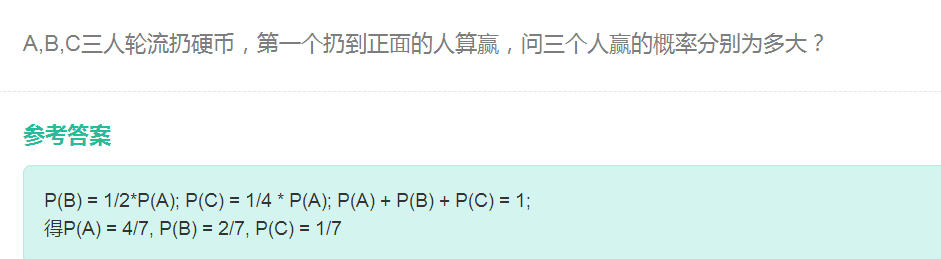 A,B,C三人轮流扔硬币，第一个扔到正面的人算赢，问三个人赢的概率分别为多大？
参考答案
P(B) = 1/2*P(A); P(C) = 1/4 * P(A); P(A) + P(B) + P(C) = 1;
得P(A) = 4/7, P(B) = 2/7, P(C) = 1/7